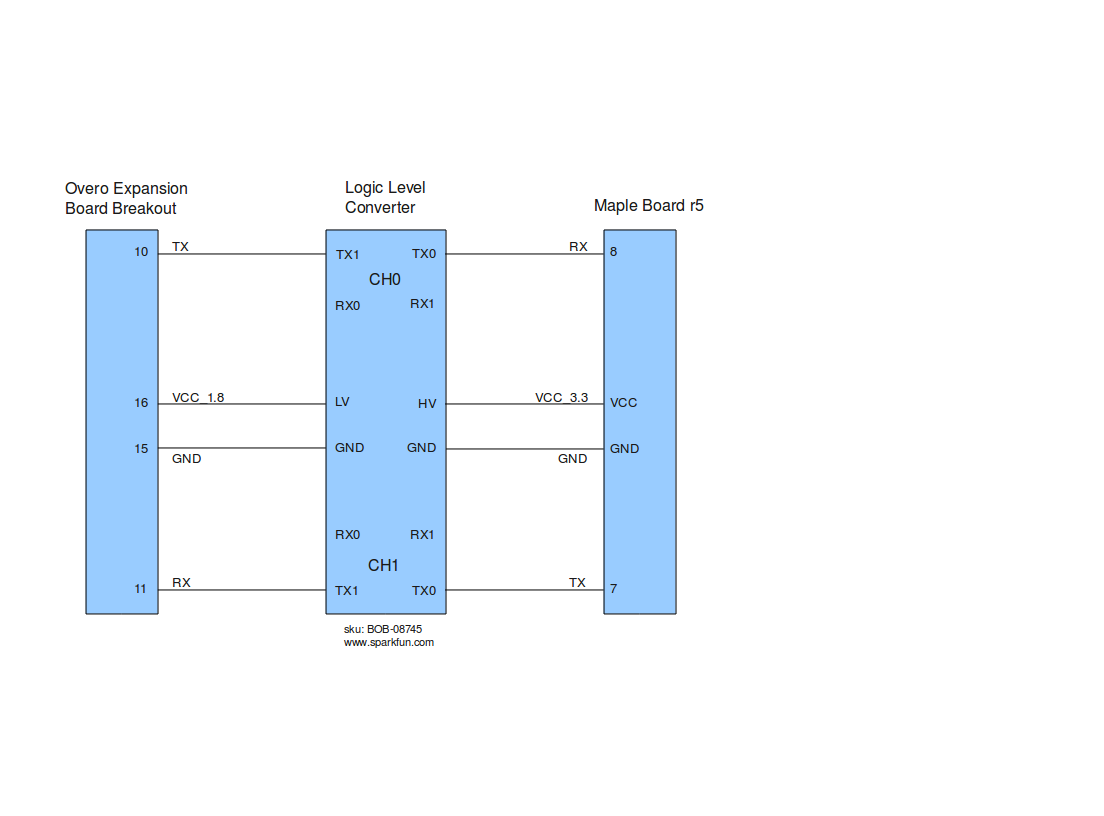 Overo Expansion
Board Breakout
Logic Level
Converter
Maple Board r5
10 TX TX1 TX0 RX 8
CH0
RX0 RX1
16 VCC_1.8 LV HV VCC_3.3 VCC
15 GND GND GND GND
GND
RX0 RX1
CH1
11 RX TX1 TX0 TX 7
sku: BOB-08745
www.sparkfun.com